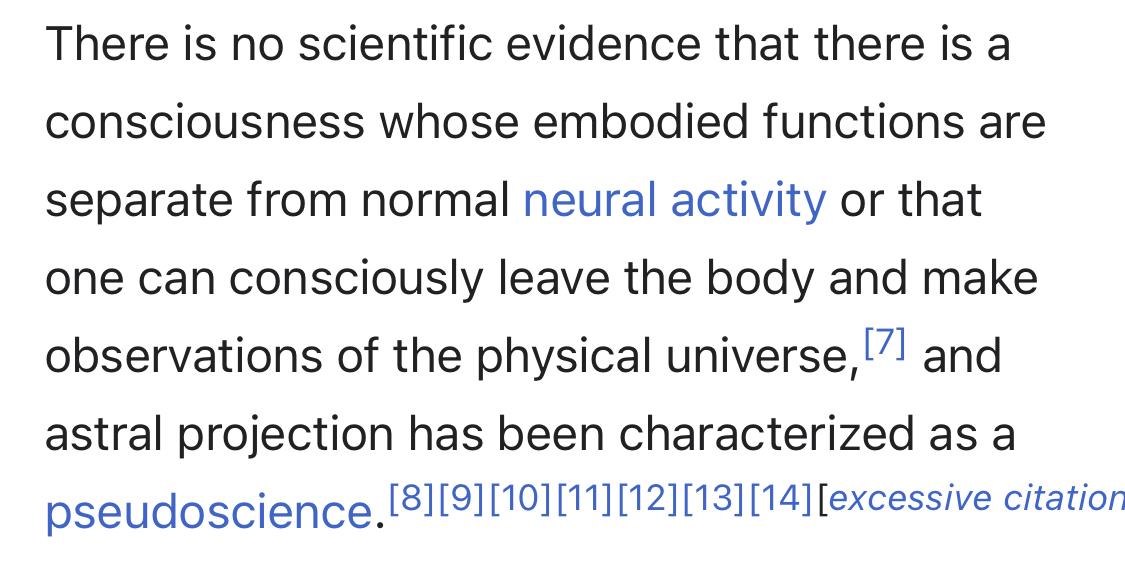 There is no scientific evidence that there is a
consciousness whose embodied functions are
separate from normal neural activity or that
one can consciously leave the body and make
observations of the physical universe,[7] and
astral projection has been characterized as a
pseudoscience.[8][9][10][11][12][13][14][excessive citation